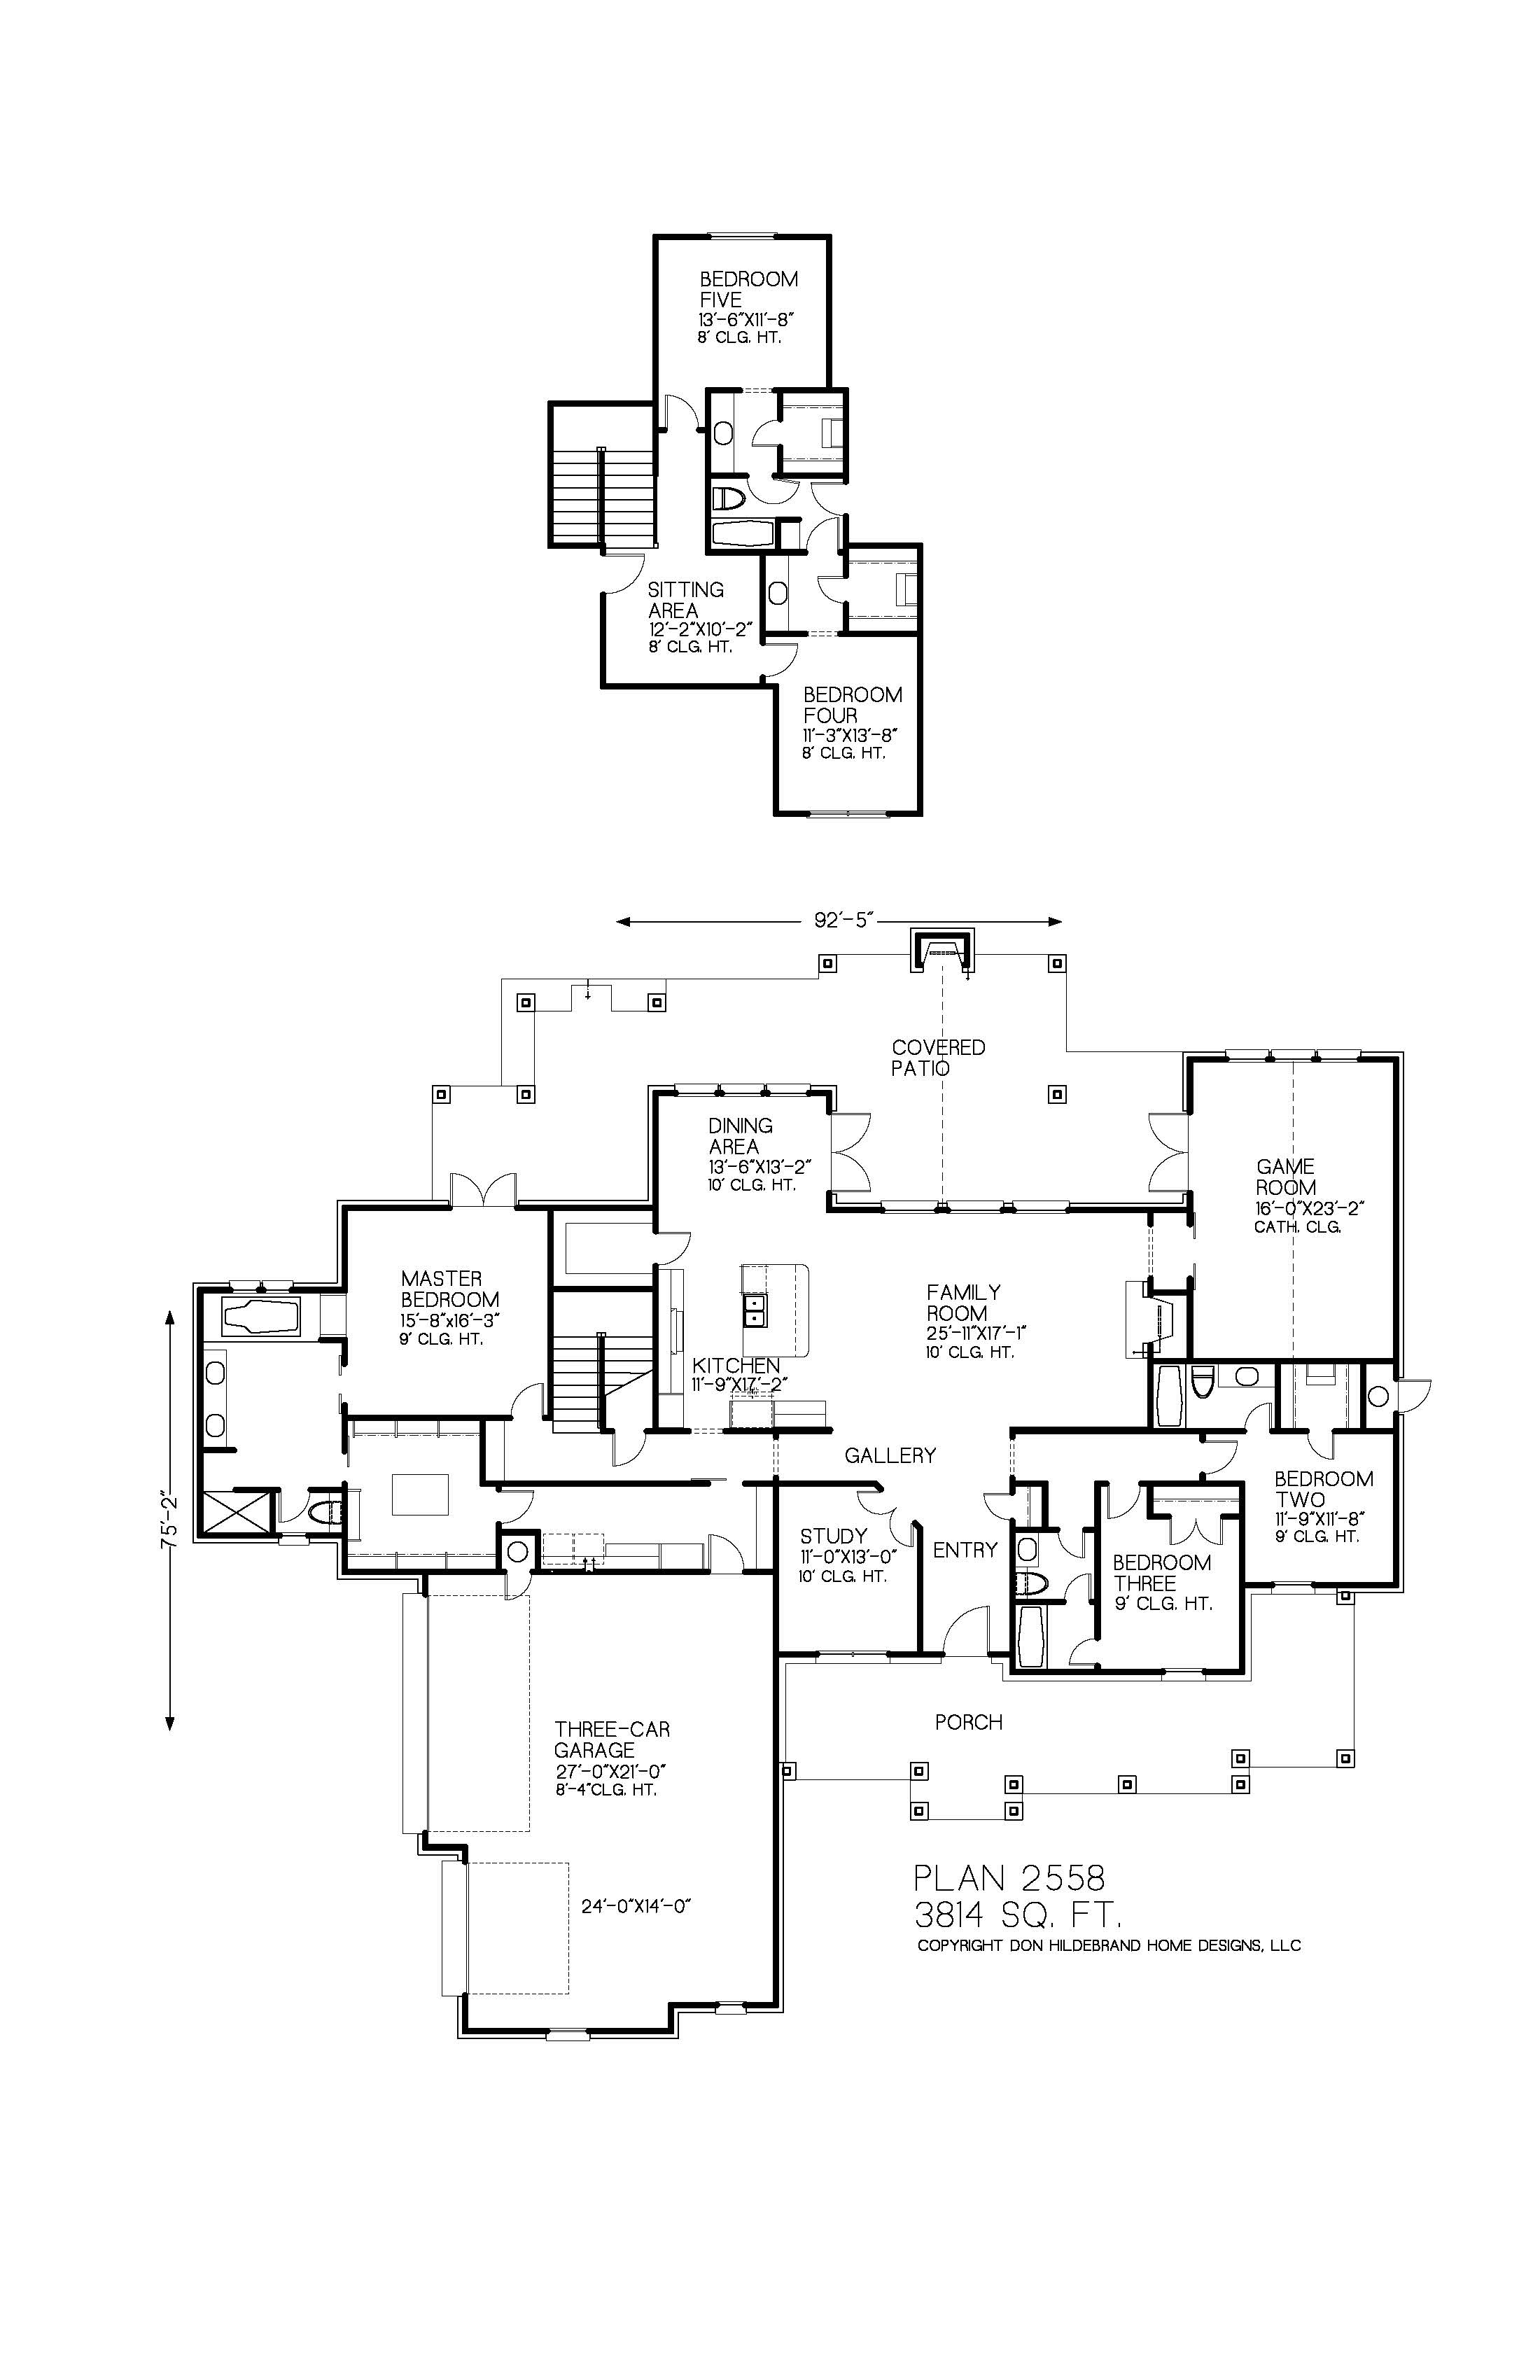 BEDROOM
FIVE
13'-6"X11'-8"
8' CLG. HT.
SITTING
AREA
12'-2"X10'-2"
8' CLG. HT.
BEDROOM
FOUR
11'-3"X13'-8"
8' CLG. HT.
92'-5"
COVERED
PATIO
DINING
AREA
13'-6"X13'-2"
10' CLG. HT.
GAME
ROOM
16'-0"X23'-2"
CATH. CLG.
MASTER
BEDROOM
15'-8"x16'-3"
9' CLG. HT.
FAMILY
ROOM
25'-11"X17'-1"
10' CLG. HT.
KITCHEN
11'-9"X17'-2"
GALLERY
BEDROOM
TWO
11'-9"X11'-8"
9' CLG. HT.
75'-2"
STUDY
11'-0"X13'-0"
10' CLG. HT.
ENTRY
BEDROOM
THREE
9' CLG. HT.
PORCH
THREE-CAR
GARAGE
27'-0"X21'-0"
8'-4"CLG. HT.
24'-0"X14'-0"
PLAN 2558
3814 SQ. FT.
COPYRIGHT DON HILDEBRAND HOME DESIGNS, LLC